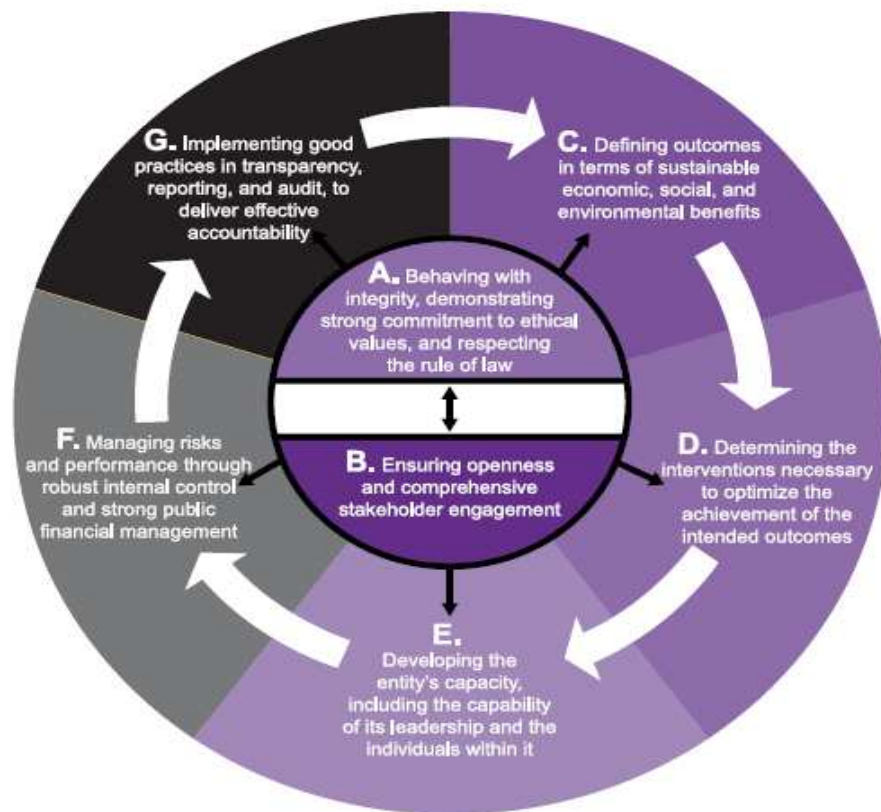 G. Implementing good
practices in transparency,
reporting, and audit, to
deliver effective
accountability
C. Defining outcomes
in terms of sustainable
economic, social, and
environmental benefits
A. Behaving with
integrity, demonstrating
strong commitment to ethical
values, and respecting
the rule of law
B. Ensuring openness
and comprehensive
stakeholder engagement
D. Determining the
interventions necessary
to optimize the
achievement of the
intended outcomes
E.
Developing the
entity's capacity,
including the capability
of its leadership and the
individuals within it
F. Managing risks
and performance through
robust internal control
and strong public
financial management